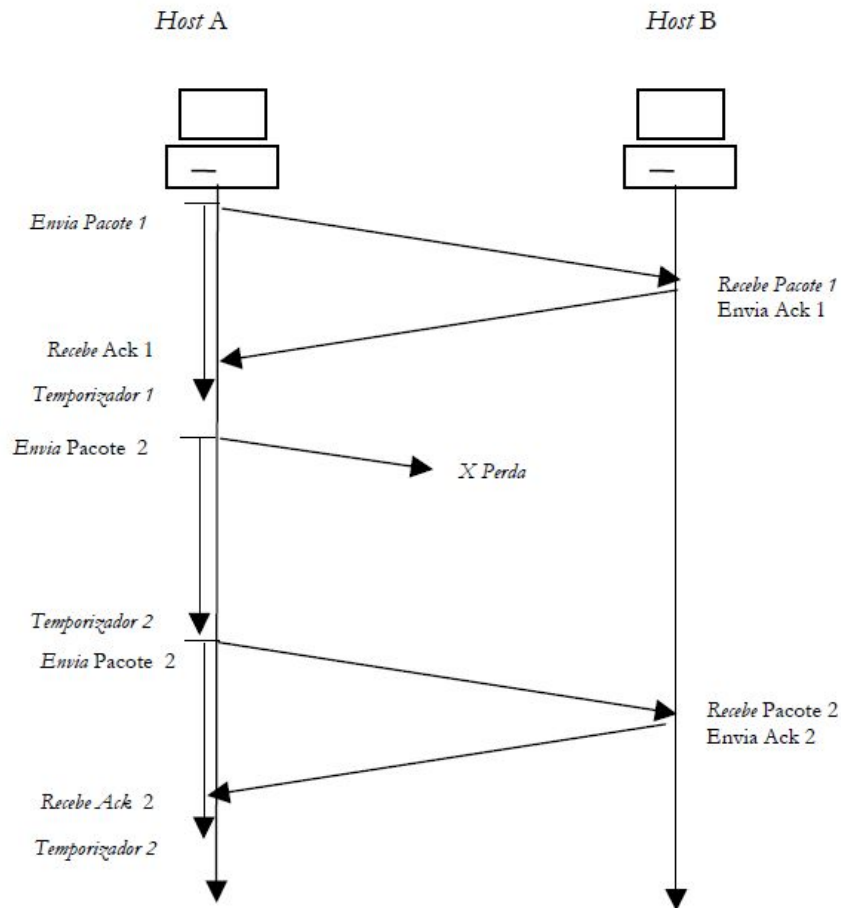 Host A
Host B
Envia Pacote 1
Recebe Pacote 1
Envia Ack 1
Recebe Ack 1
Temporizador 1
Envia Pacote 2
X Perda
Temporizador 2
Envia Pacote 2
Recebe Pacote 2
Envia Ack 2
Recebe Ack 2
Temporizador 2